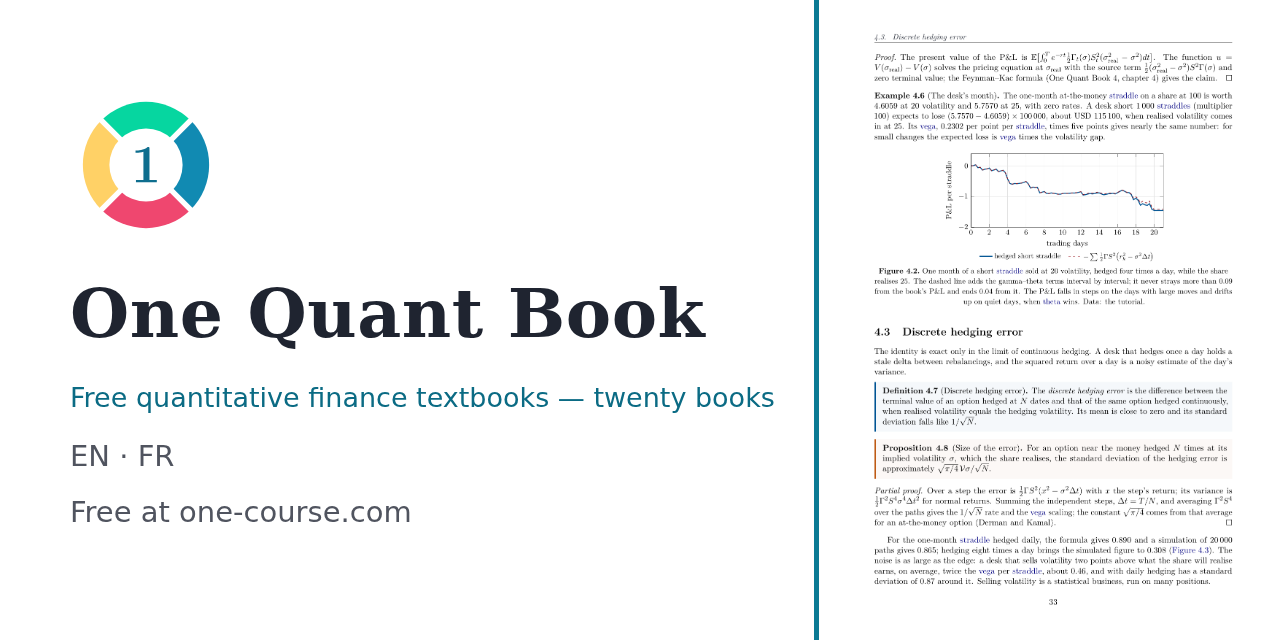 1
One Quant Book
Free quantitative finance textbooks — twenty books
EN · FR
Free at one-course.com
4.3. Discrete hedging error
Proof. The present value of the P&L is 𝔼[∫₀ᵀ e⁻ʳᵗ ½Γₜ(σ)Sₜ²(σ²real − σ²)dt]. The function u =
V(σreal) − V(σ) solves the pricing equation at σreal with the source term ½(σ²real − σ²)S²Γ(σ) and
zero terminal value; the Feynman–Kac formula (One Quant Book 4, chapter 4) gives the claim. □
Example 4.6 (The desk's month). The one-month at-the-money straddle on a share at 100 is worth
4.6059 at 20 volatility and 5.7570 at 25, with zero rates. A desk short 1 000 straddles (multiplier
100) expects to lose (5.7570 − 4.6059) × 100 000, about USD 115 100, when realised volatility comes
in at 25. Its vega, 0.2302 per point per straddle, times five points gives nearly the same number: for
small changes the expected loss is vega times the volatility gap.
P&L per straddle
0
−1
−2
0 2 4 6 8 10 12 14 16 18 20
trading days
hedged short straddle − ∑ ½ΓS²(r²ₖ − σ²Δt)
Figure 4.2. One month of a short straddle sold at 20 volatility, hedged four times a day, while the share
realises 25. The dashed line adds the gamma–theta terms interval by interval; it never strays more than 0.09
from the book's P&L and ends 0.04 from it. The P&L falls in steps on the days with large moves and drifts
up on quiet days, when theta wins. Data: the tutorial.
4.3 Discrete hedging error
The identity is exact only in the limit of continuous hedging. A desk that hedges once a day holds a
stale delta between rebalancings, and the squared return over a day is a noisy estimate of the day's
variance.
Definition 4.7 (Discrete hedging error). The discrete hedging error is the difference between the
terminal value of an option hedged at N dates and that of the same option hedged continuously,
when realised volatility equals the hedging volatility. Its mean is close to zero and its standard
deviation falls like 1/√N.
Proposition 4.8 (Size of the error). For an option near the money hedged N times at its
implied volatility σ, which the share realises, the standard deviation of the hedging error is
approximately √π/4 𝒱σ/√N.
Partial proof. Over a step the error is ½ΓS²(x² − σ²Δt) with x the step's return; its variance is
½Γ²S⁴σ⁴Δt² for normal returns. Summing the independent steps, Δt = T/N, and averaging Γ²S⁴
over the paths gives the 1/√N rate and the vega scaling; the constant √π/4 comes from that average
for an at-the-money option (Derman and Kamal). □
For the one-month straddle hedged daily, the formula gives 0.890 and a simulation of 20 000
paths gives 0.865; hedging eight times a day brings the simulated figure to 0.308 (Figure 4.3). The
noise is as large as the edge: a desk that sells volatility two points above what the share will realise
earns, on average, twice the vega per straddle, about 0.46, and with daily hedging has a standard
deviation of 0.87 around it. Selling volatility is a statistical business, run on many positions.
33